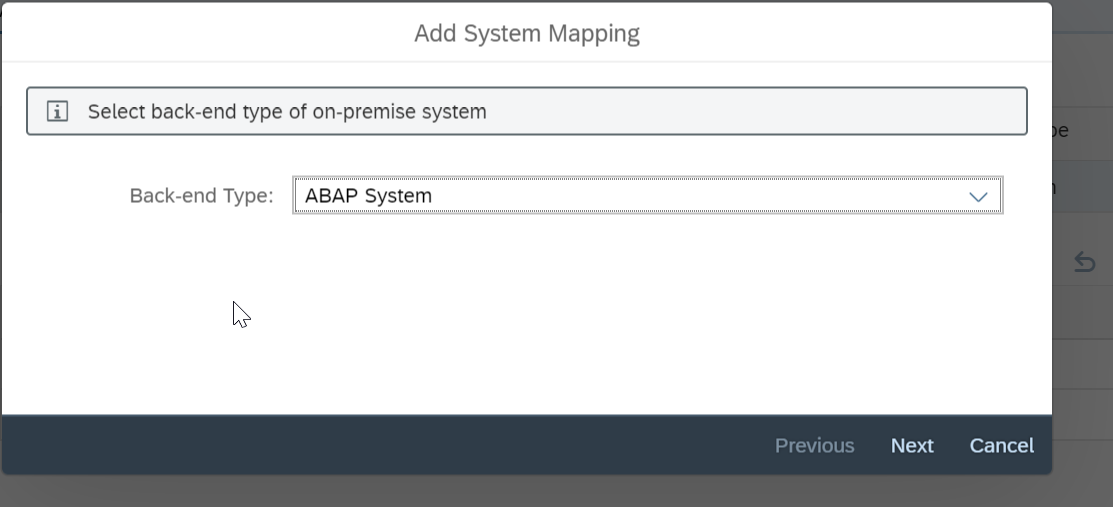 Add System Mapping
Select back-end type of on-premise system
Back-end Type: ABAP System
Previous Next Cancel